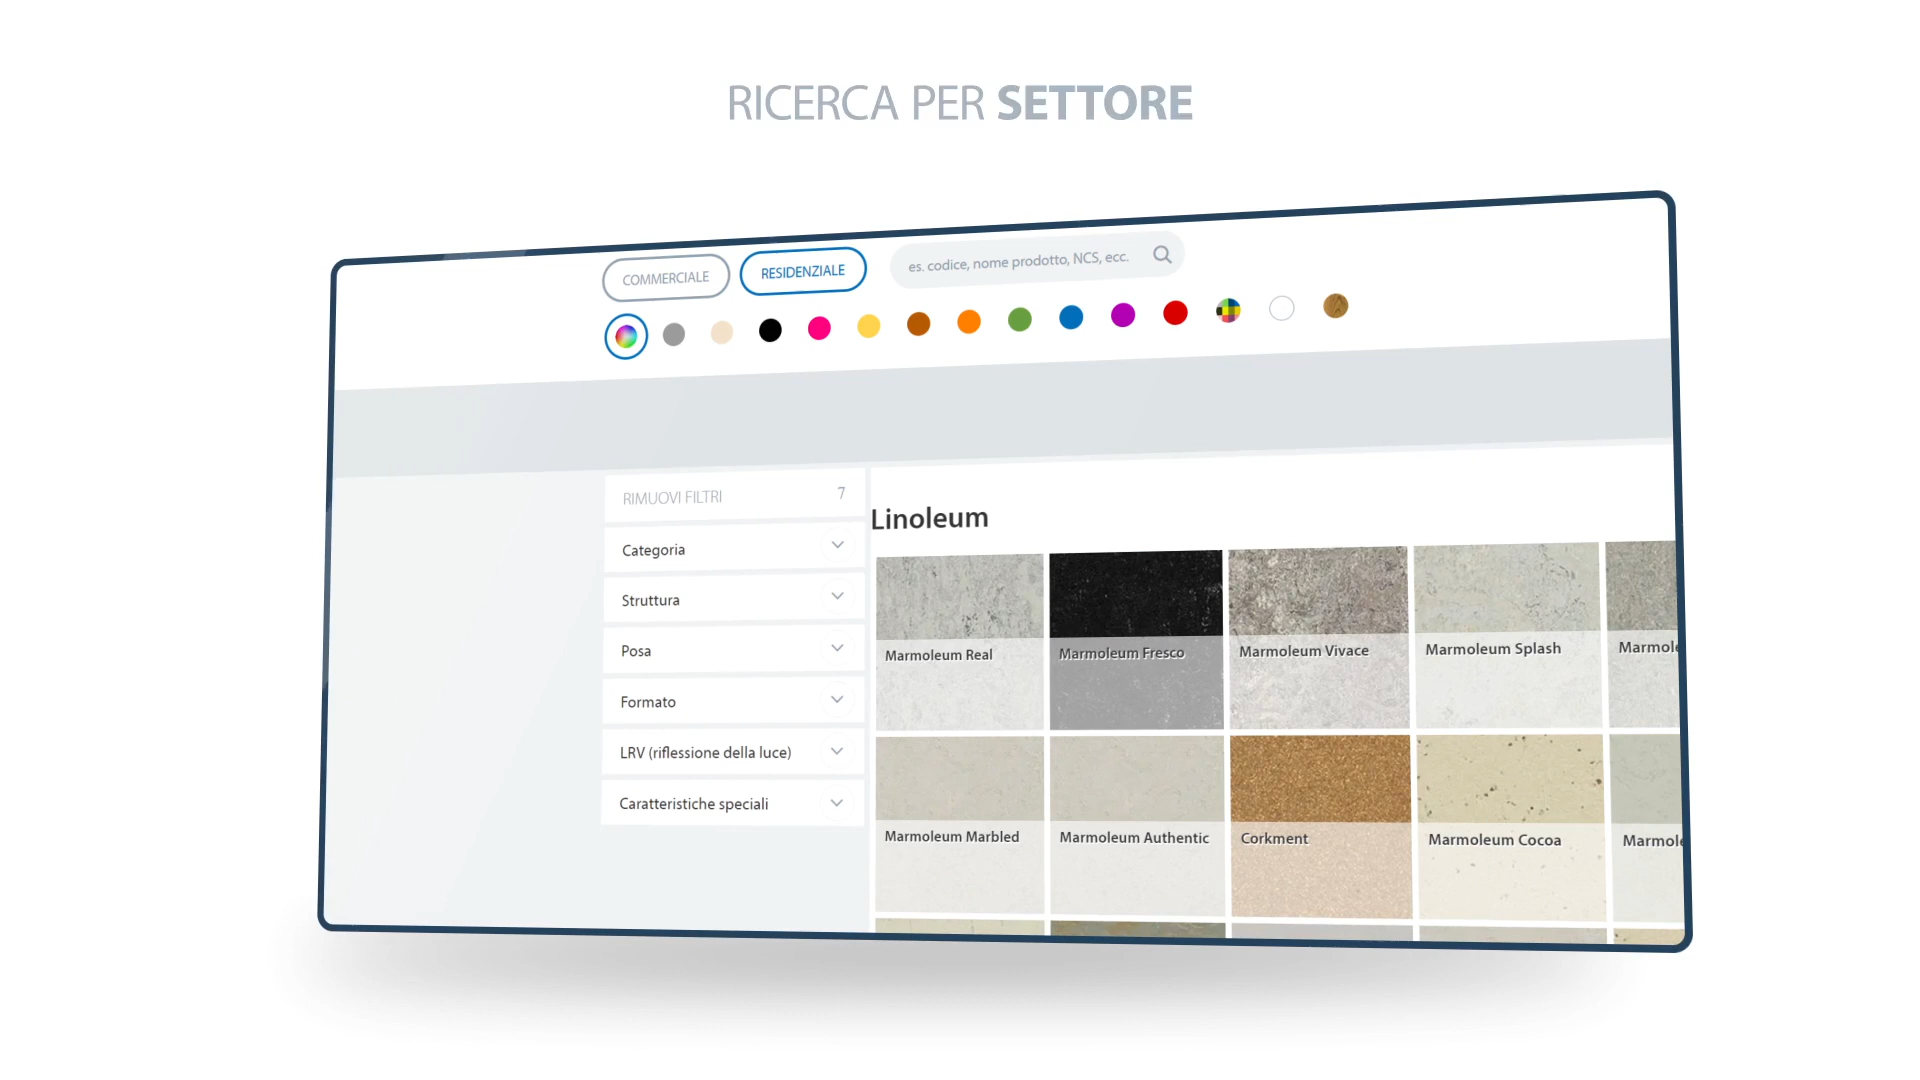 RICERCA PER SETTORE
COMMERCIALE
RESIDENZIALE
es. codice, nome prodotto, NCS, ecc.
RIMUOVI FILTRI 7
Categoria
Struttura
Posa
Formato
LRV (riflessione della luce)
Caratteristiche speciali
Linoleum
Marmoleum Real
Marmoleum Fresco
Marmoleum Vivace
Marmoleum Splash
Marmole
Marmoleum Marbled
Marmoleum Authentic
Corkment
Marmoleum Cocoa
Marmole